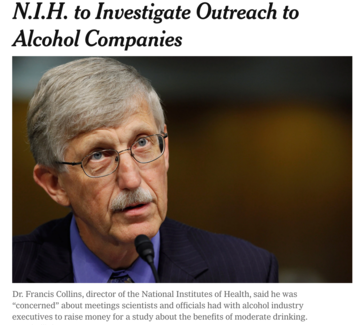 N.I.H. to Investigate Outreach to
Alcohol Companies
Dr. Francis Collins, director of the National Institutes of Health, said he was
“concerned” about meetings scientists and officials had with alcohol industry
executives to raise money for a study about the benefits of moderate drinking.